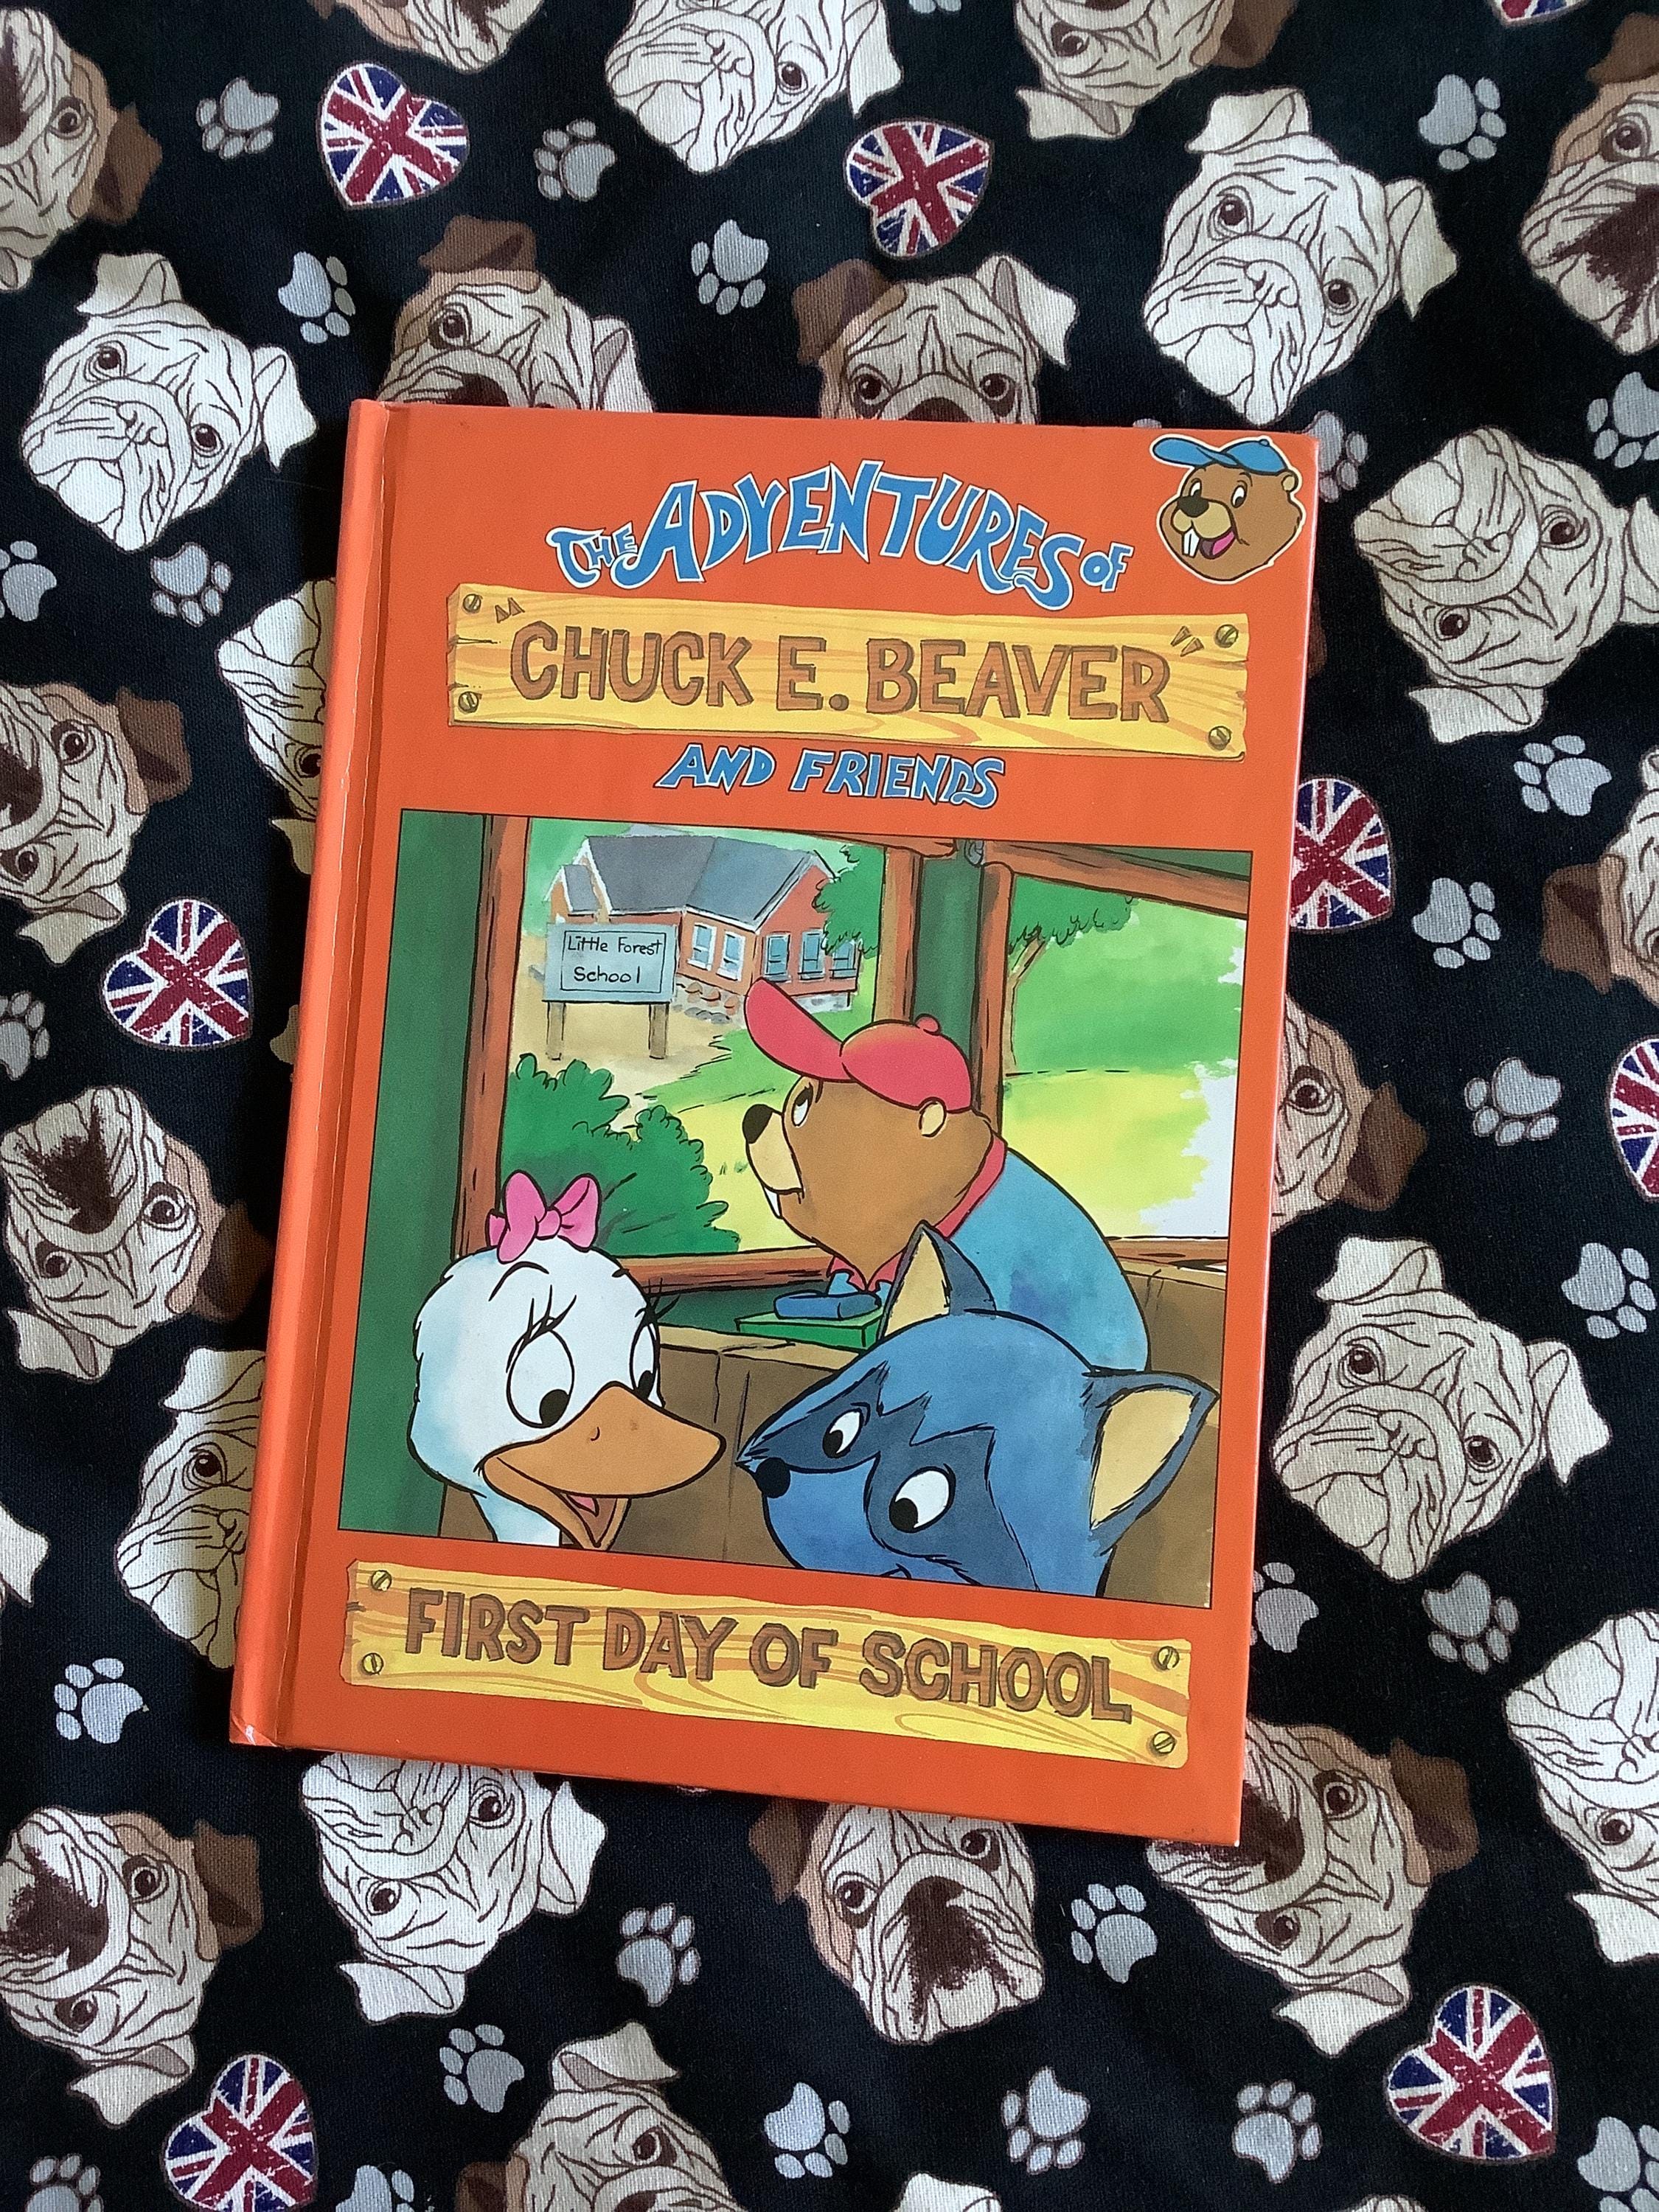 THE ADVENTURES OF
"CHUCK E. BEAVER"
AND FRIENDS
Little Forest
School
FIRST DAY OF SCHOOL